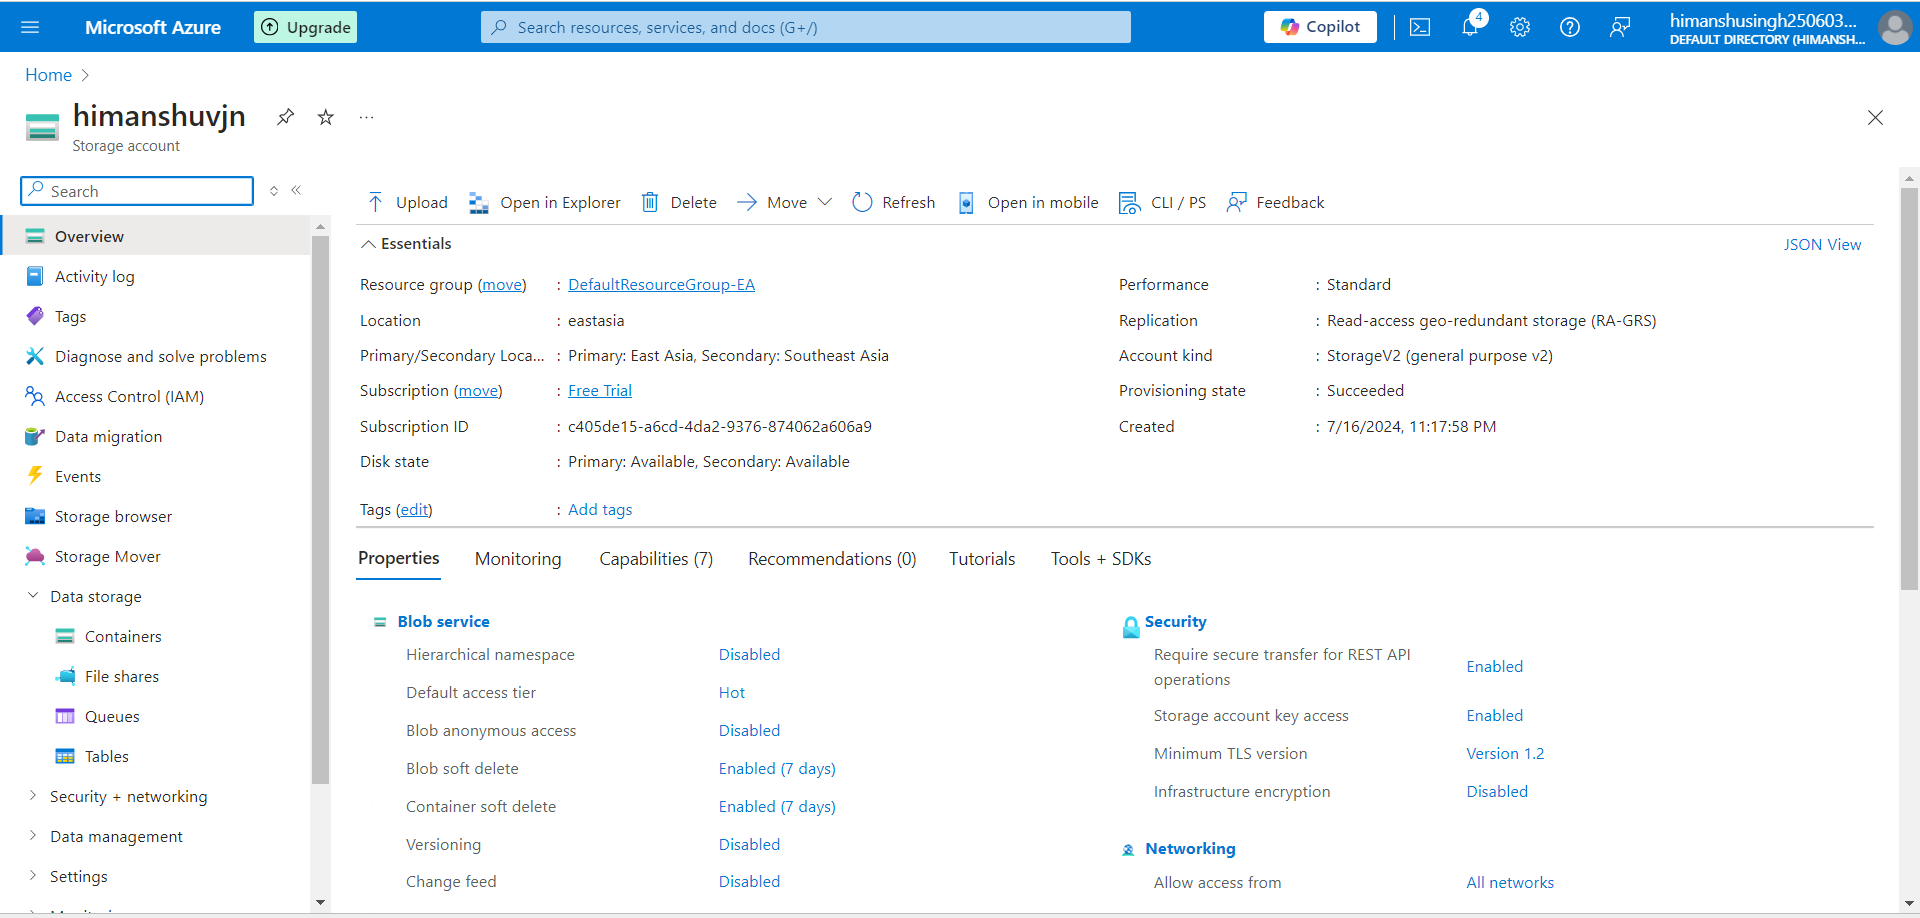 Microsoft Azure
Upgrade
Search resources, services, and docs (G+/)
Copilot
4
himanshusingh250603...
DEFAULT DIRECTORY (HIMANSH...
Home
himanshuvjn
...
Storage account
Search
Overview
Activity log
Tags
Diagnose and solve problems
Access Control (IAM)
Data migration
Events
Storage browser
Storage Mover
Data storage
Containers
File shares
Queues
Tables
Security + networking
Data management
Settings
Upload
Open in Explorer
Delete
Move
Refresh
Open in mobile
CLI / PS
Feedback
Essentials
JSON View
Resource group (move) : DefaultResourceGroup-EA
Location : eastasia
Primary/Secondary Loca... : Primary: East Asia, Secondary: Southeast Asia
Subscription (move) : Free Trial
Subscription ID : c405de15-a6cd-4da2-9376-874062a606a9
Disk state : Primary: Available, Secondary: Available
Tags (edit) : Add tags
Performance : Standard
Replication : Read-access geo-redundant storage (RA-GRS)
Account kind : StorageV2 (general purpose v2)
Provisioning state : Succeeded
Created : 7/16/2024, 11:17:58 PM
Properties
Monitoring
Capabilities (7)
Recommendations (0)
Tutorials
Tools + SDKs
Blob service
Hierarchical namespace Disabled
Default access tier Hot
Blob anonymous access Disabled
Blob soft delete Enabled (7 days)
Container soft delete Enabled (7 days)
Versioning Disabled
Change feed Disabled
Security
Require secure transfer for REST API
operations Enabled
Storage account key access Enabled
Minimum TLS version Version 1.2
Infrastructure encryption Disabled
Networking
Allow access from All networks